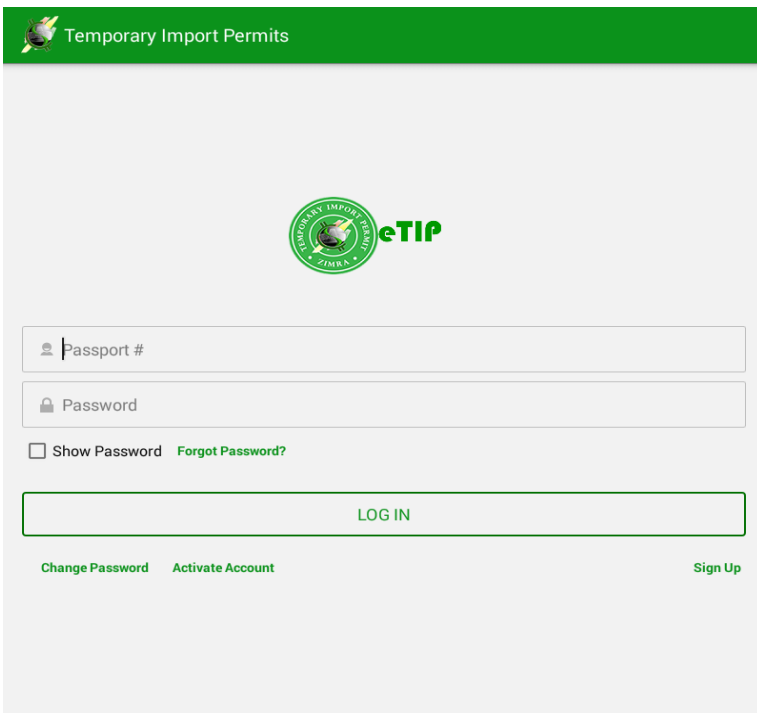 Temporary Import Permits
TEMPORARY IMPORT PERMIT
• ZIMRA •
eTIP
Passport #
Password
Show Password Forgot Password?
LOG IN
Change Password Activate Account Sign Up